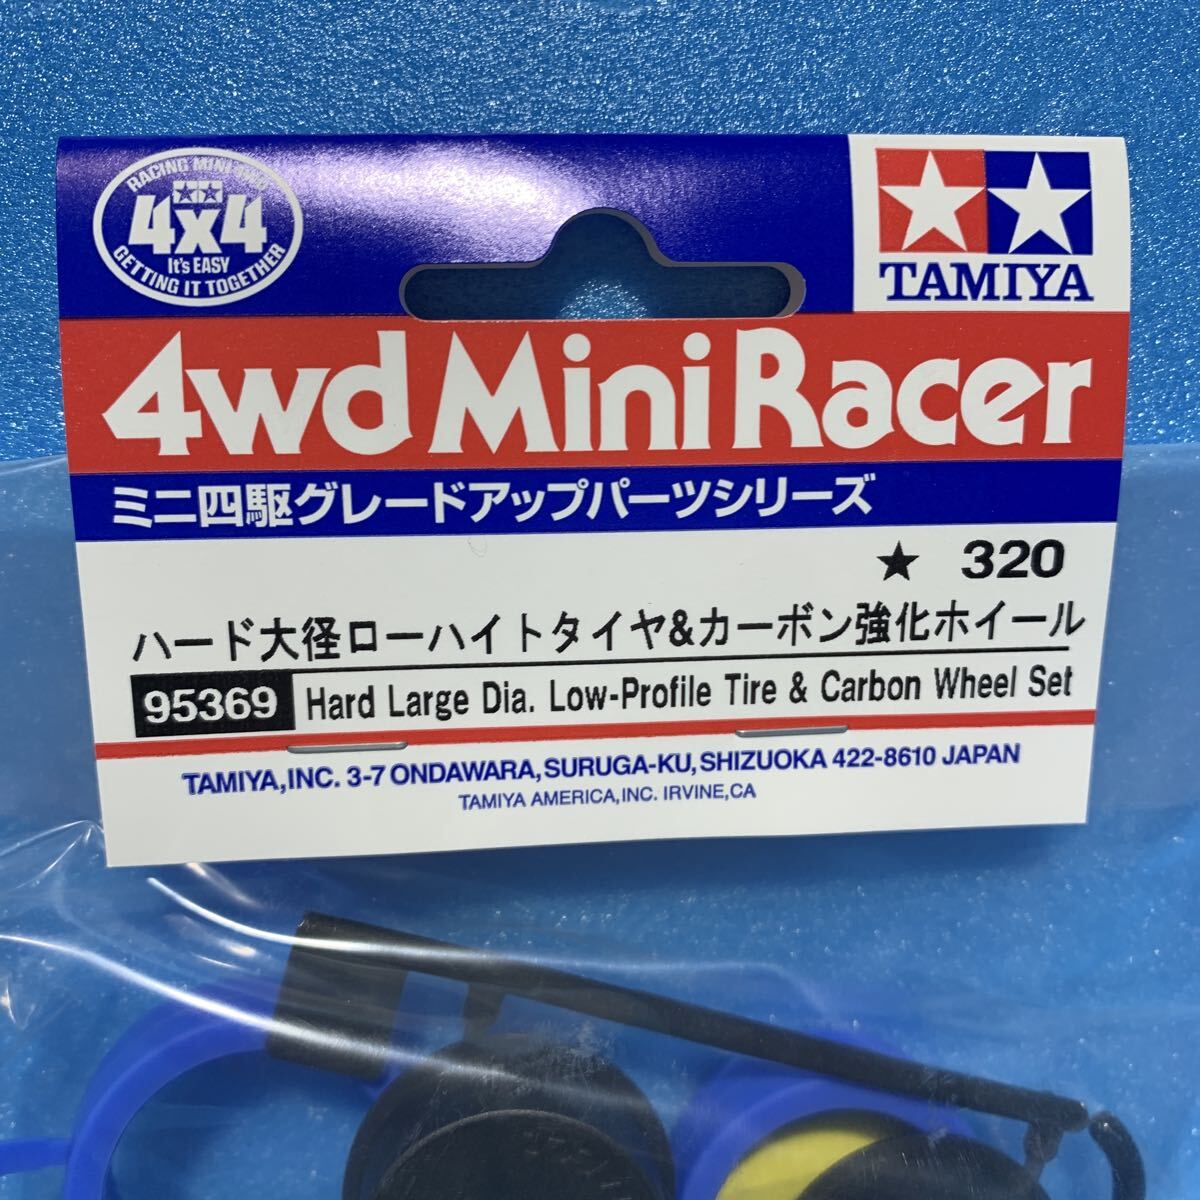 RACING MINI 4WD
4x4
It's EASY
GETTING IT TOGETHER
TAMIYA
4wd Mini Racer
ミニ四駆グレードアップパーツシリーズ
★ 320
ハード大径ローハイトタイヤ&カーボン強化ホイール
95369 Hard Large Dia. Low-Profile Tire & Carbon Wheel Set
TAMIYA,INC. 3-7 ONDAWARA,SURUGA-KU,SHIZUOKA 422-8610 JAPAN
TAMIYA AMERICA,INC. IRVINE,CA